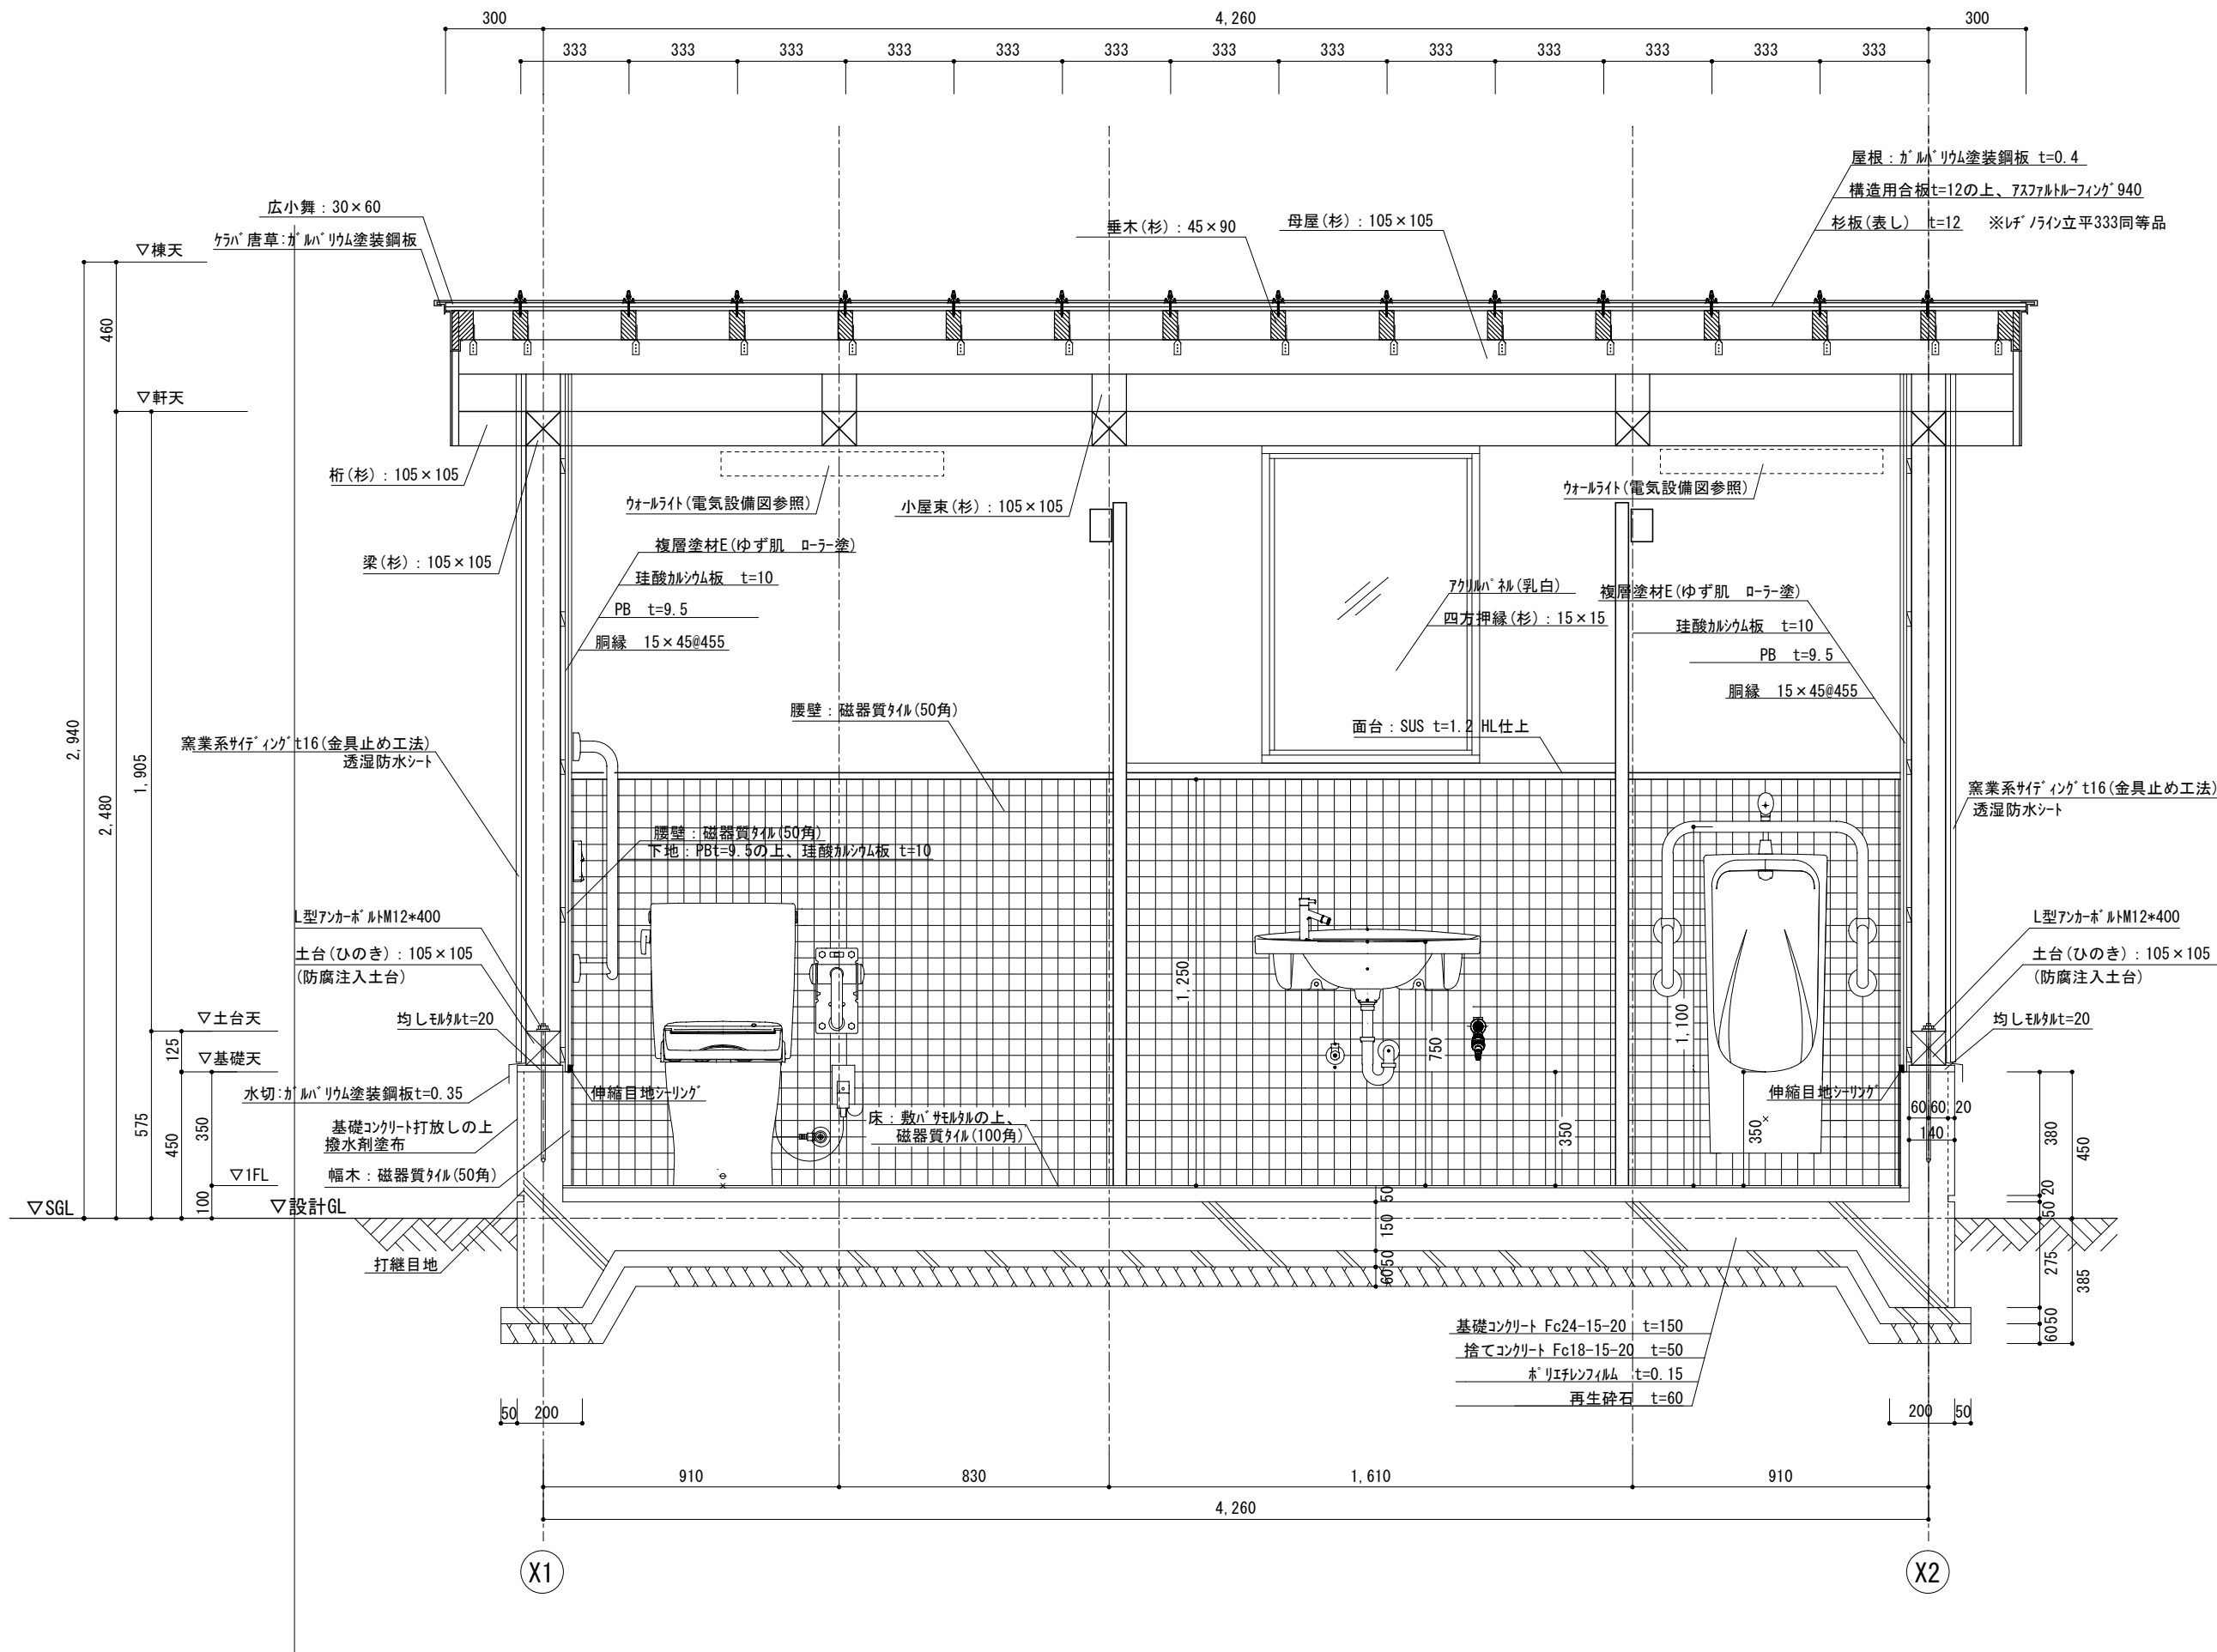 300
4,260
300
333
333
333
333
333
333
333
333
333
333
333
333
333
屋根：ｶﾞﾙﾊﾞﾘｳﾑ塗装鋼板 t=0.4
構造用合板t=12の上、ｱｽﾌｧﾙﾄﾙｰﾌｨﾝｸﾞ940
杉板(表し) t=12 ※ﾚｼﾞﾉﾗｲﾝ立平333同等品
広小舞：30×60
ｹﾗﾊﾞ唐草:ｶﾞﾙﾊﾞﾘｳﾑ塗装鋼板
垂木(杉)：45×90
母屋(杉)：105×105
▽棟天
460
▽軒天
2,940
2,480
1,905
桁(杉)：105×105
梁(杉)：105×105
ｳｫｰﾙﾗｲﾄ(電気設備図参照)
小屋束(杉)：105×105
ｳｫｰﾙﾗｲﾄ(電気設備図参照)
複層塗材E(ゆず肌 ﾛｰﾗｰ塗)
珪酸ｶﾙｼｳﾑ板 t=10
PB t=9.5
胴縁 15×45@455
ｱｸﾘﾙﾊﾟﾈﾙ(乳白)
四方押縁(杉)：15×15
複層塗材E(ゆず肌 ﾛｰﾗｰ塗)
珪酸ｶﾙｼｳﾑ板 t=10
PB t=9.5
胴縁 15×45@455
腰壁：磁器質ﾀｲﾙ(50角)
面台：SUS t=1.2 HL仕上
窯業系ｻｲﾃﾞｨﾝｸﾞt16(金具止め工法)
透湿防水ｼｰﾄ
窯業系ｻｲﾃﾞｨﾝｸﾞt16(金具止め工法)
透湿防水ｼｰﾄ
腰壁：磁器質ﾀｲﾙ(50角)
下地：PBt=9.5の上、珪酸ｶﾙｼｳﾑ板 t=10
L型ｱﾝｶｰﾎﾞﾙﾄM12*400
土台(ひのき)：105×105
(防腐注入土台)
均しﾓﾙﾀﾙt=20
L型ｱﾝｶｰﾎﾞﾙﾄM12*400
土台(ひのき)：105×105
(防腐注入土台)
均しﾓﾙﾀﾙt=20
1,250
750
1,100
350
350
▽土台天
▽基礎天
125
575
450
350
100
水切:ｶﾞﾙﾊﾞﾘｳﾑ塗装鋼板t=0.35
伸縮目地ｼｰﾘﾝｸﾞ
伸縮目地ｼｰﾘﾝｸﾞ
基礎ｺﾝｸﾘｰﾄ打放しの上
撥水剤塗布
幅木：磁器質ﾀｲﾙ(50角)
床：敷ﾊﾞｻﾓﾙﾀﾙの上、
磁器質ﾀｲﾙ(100角)
60
60
20
140
380
450
20
50
275
385
50
60
▽1FL
▽SGL
▽設計GL
打継目地
50
150
50
60
基礎ｺﾝｸﾘｰﾄ Fc24-15-20 t=150
捨てｺﾝｸﾘｰﾄ Fc18-15-20 t=50
ﾎﾟﾘｴﾁﾚﾝﾌｨﾙﾑ t=0.15
再生砕石 t=60
50
200
200
50
910
830
1,610
910
4,260
X1
X2